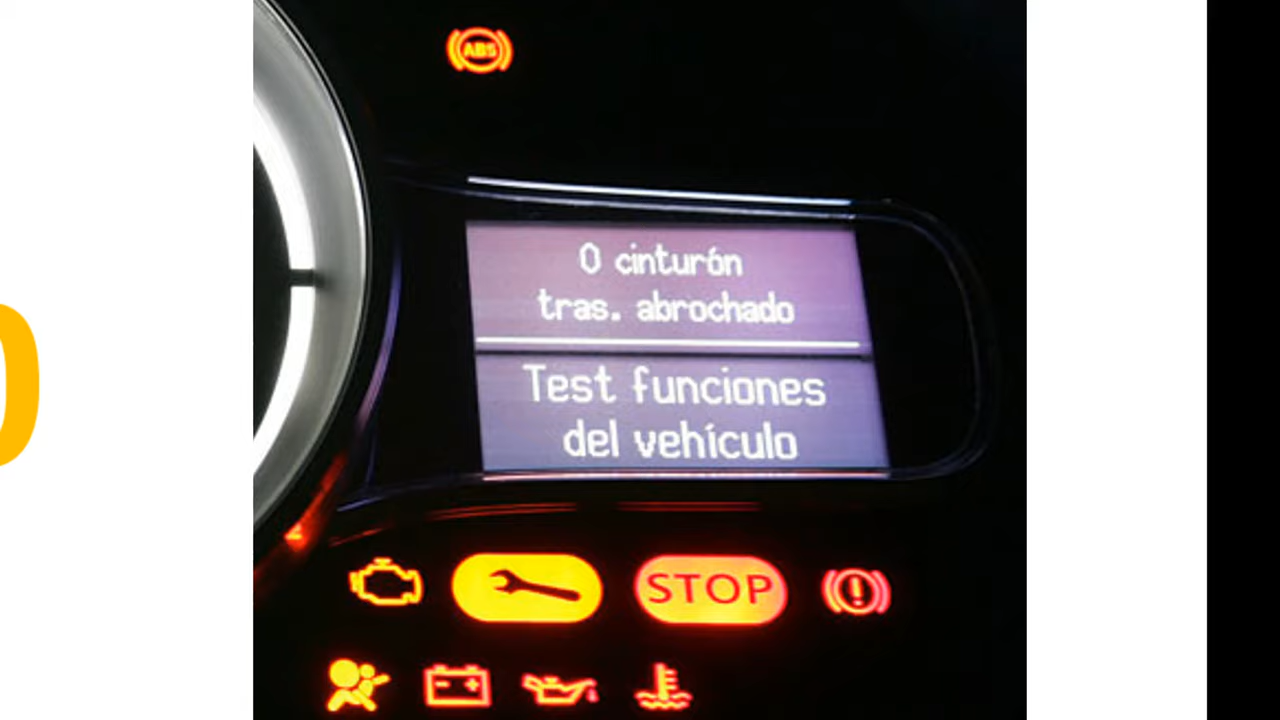 ABS
0 cinturón
tras. abrochado
Test funciones
del vehículo
STOP